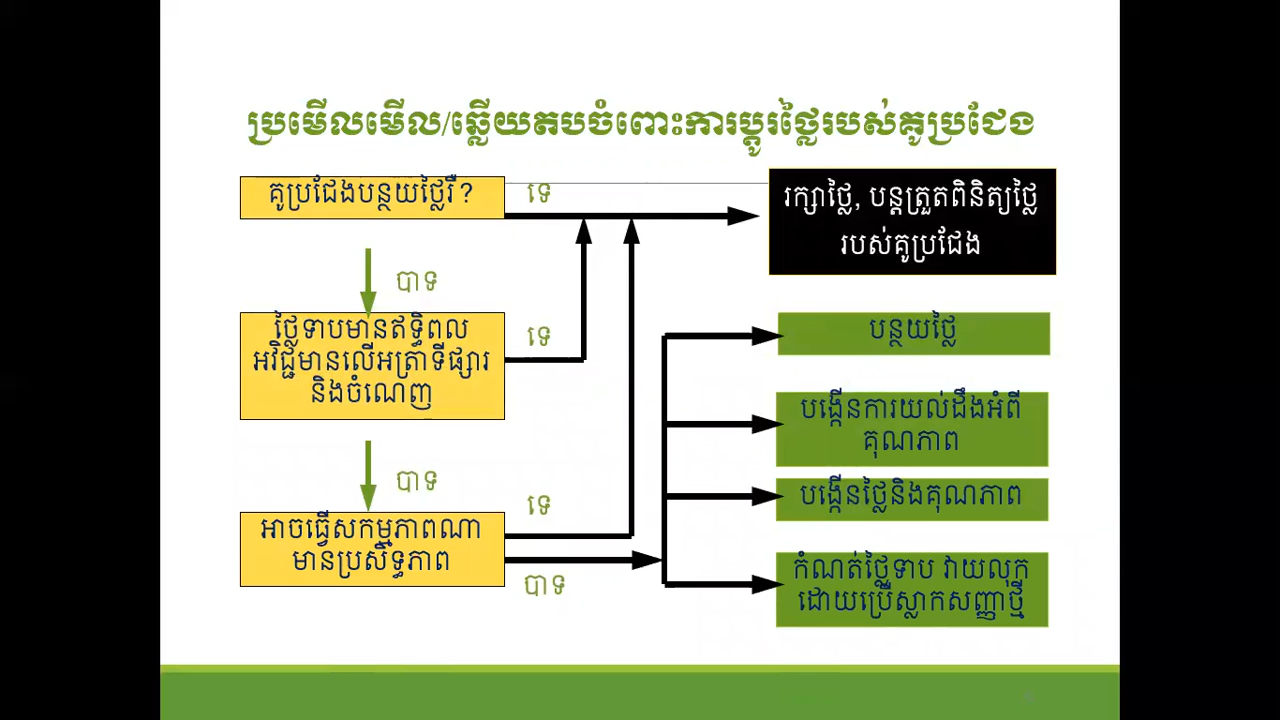 ប្រមើលមើល/ឆ្លើយតបចំពោះការប្ដូរថ្លៃរបស់គូប្រជែង
គូប្រជែងបន្ថយថ្លៃរឺ?
ទេ
រក្សាថ្លៃ, បន្តត្រួតពិនិត្យថ្លៃ
របស់គូប្រជែង
បាទ
ថ្លៃទាបមានឥទ្ធិពល
អវិជ្ជមានលើអត្រាទីផ្សារ
និងចំណេញ
ទេ
បន្ថយថ្លៃ
បង្កើនការយល់ដឹងអំពី
គុណភាព
បាទ
បង្កើនថ្លៃនិងគុណភាព
ទេ
អាចធ្វើសកម្មភាពណា
មានប្រសិទ្ធភាព
បាទ
កំណត់ថ្លៃទាប វាយលុក
ដោយប្រើស្លាកសញ្ញាថ្មី